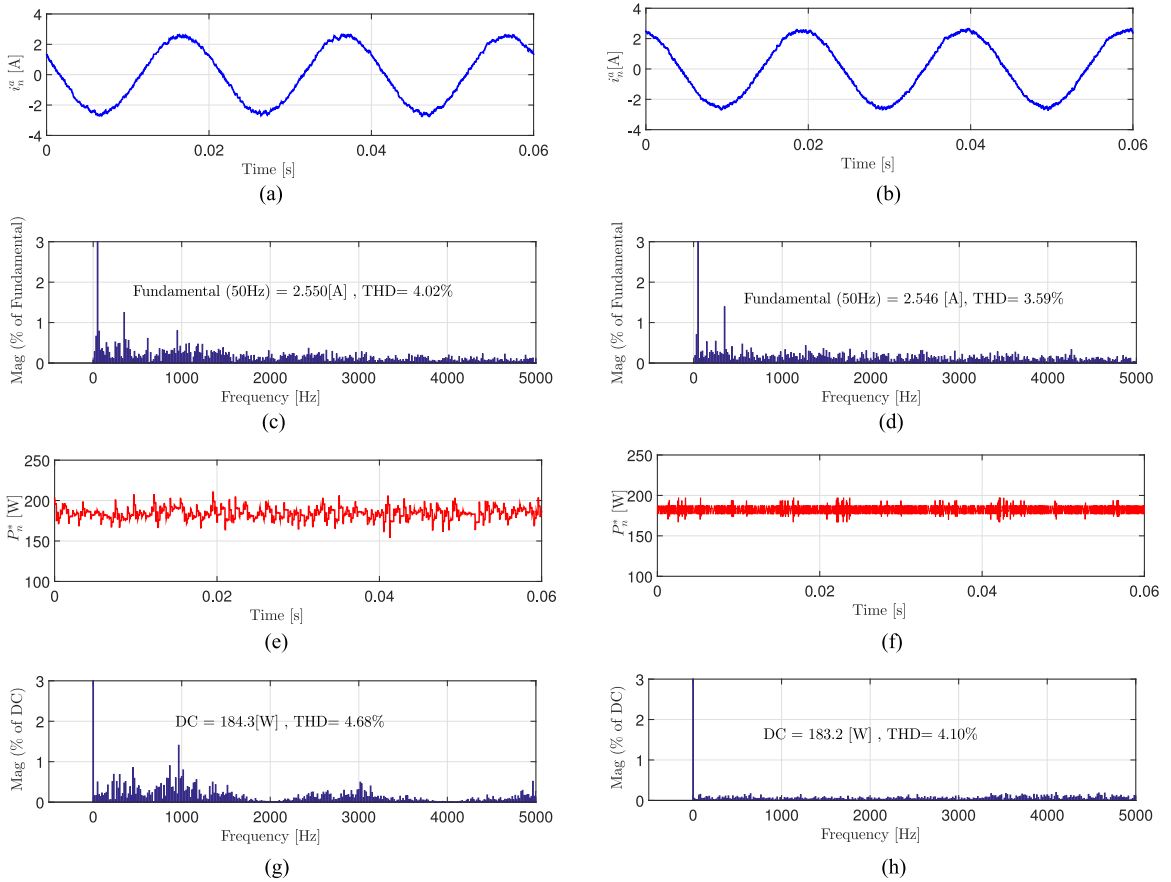 4
2
0
-2
-4
i_n^a [A]
0
0.02
0.04
0.06
Time [s]
(a)
4
2
0
-2
-4
i_n^a[A]
0
0.02
0.04
0.06
Time [s]
(b)
3
2
1
0
Mag (% of Fundamental)
Fundamental (50Hz) = 2.550[A] , THD= 4.02%
0
1000
2000
3000
4000
5000
Frequency [Hz]
(c)
3
2
1
0
Mag (% of Fundamental
Fundamental (50Hz) = 2.546 [A], THD= 3.59%
0
1000
2000
3000
4000
5000
Frequency [Hz]
(d)
250
200
150
100
P_n^* [W]
0
0.02
0.04
0.06
Time [s]
(e)
250
200
150
100
P_n^* [W]
0
0.02
0.04
0.06
Time [s]
(f)
3
2
1
0
Mag (% of DC)
DC = 184.3[W] , THD= 4.68%
0
1000
2000
3000
4000
5000
Frequency [Hz]
(g)
3
2
1
0
Mag (% of DC)
DC = 183.2 [W] , THD= 4.10%
0
1000
2000
3000
4000
5000
Frequency [Hz]
(h)